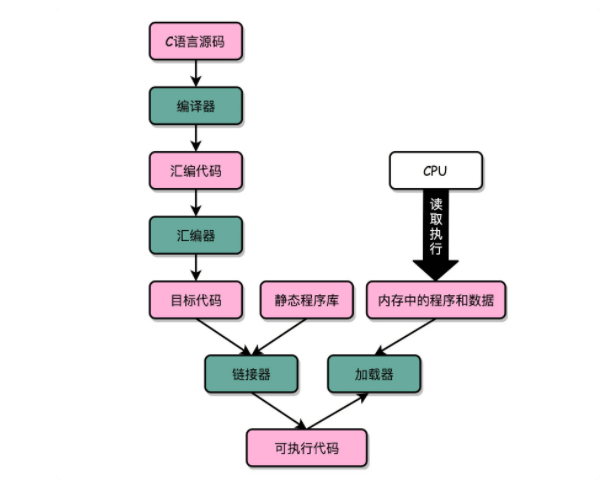 C语言源码
编译器
汇编代码
CPU
读取执行
汇编器
目标代码
静态程序库
内存中的程序和数据
链接器
加载器
可执行代码